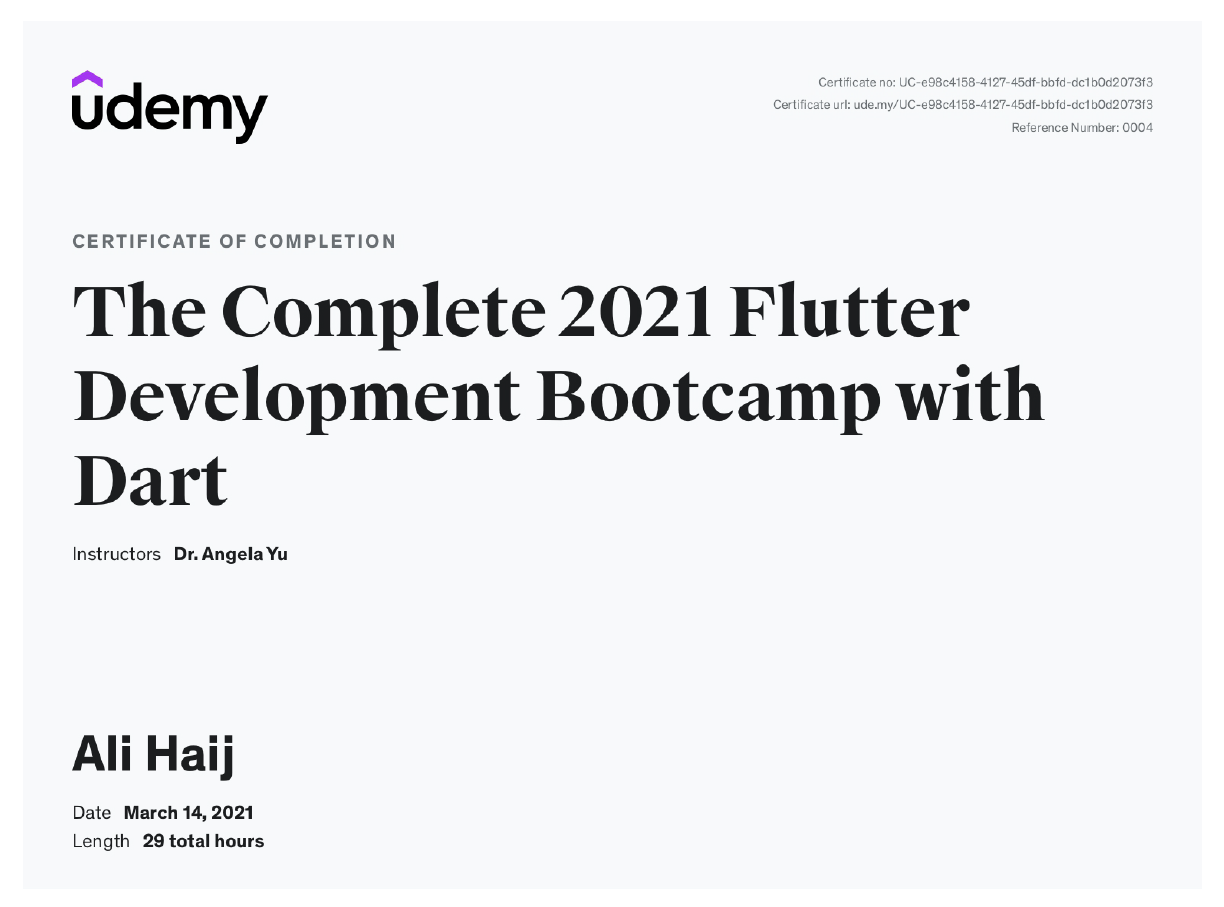 udemy
Certificate no: UC-e98c4158-4127-45df-bbfd-dc1b0d2073f3
Certificate url: ude.my/UC-e98c4158-4127-45df-bbfd-dc1b0d2073f3
Reference Number: 0004
CERTIFICATE OF COMPLETION
The Complete 2021 Flutter
Development Bootcamp with
Dart
Instructors Dr. Angela Yu
Ali Haij
Date March 14, 2021
Length 29 total hours